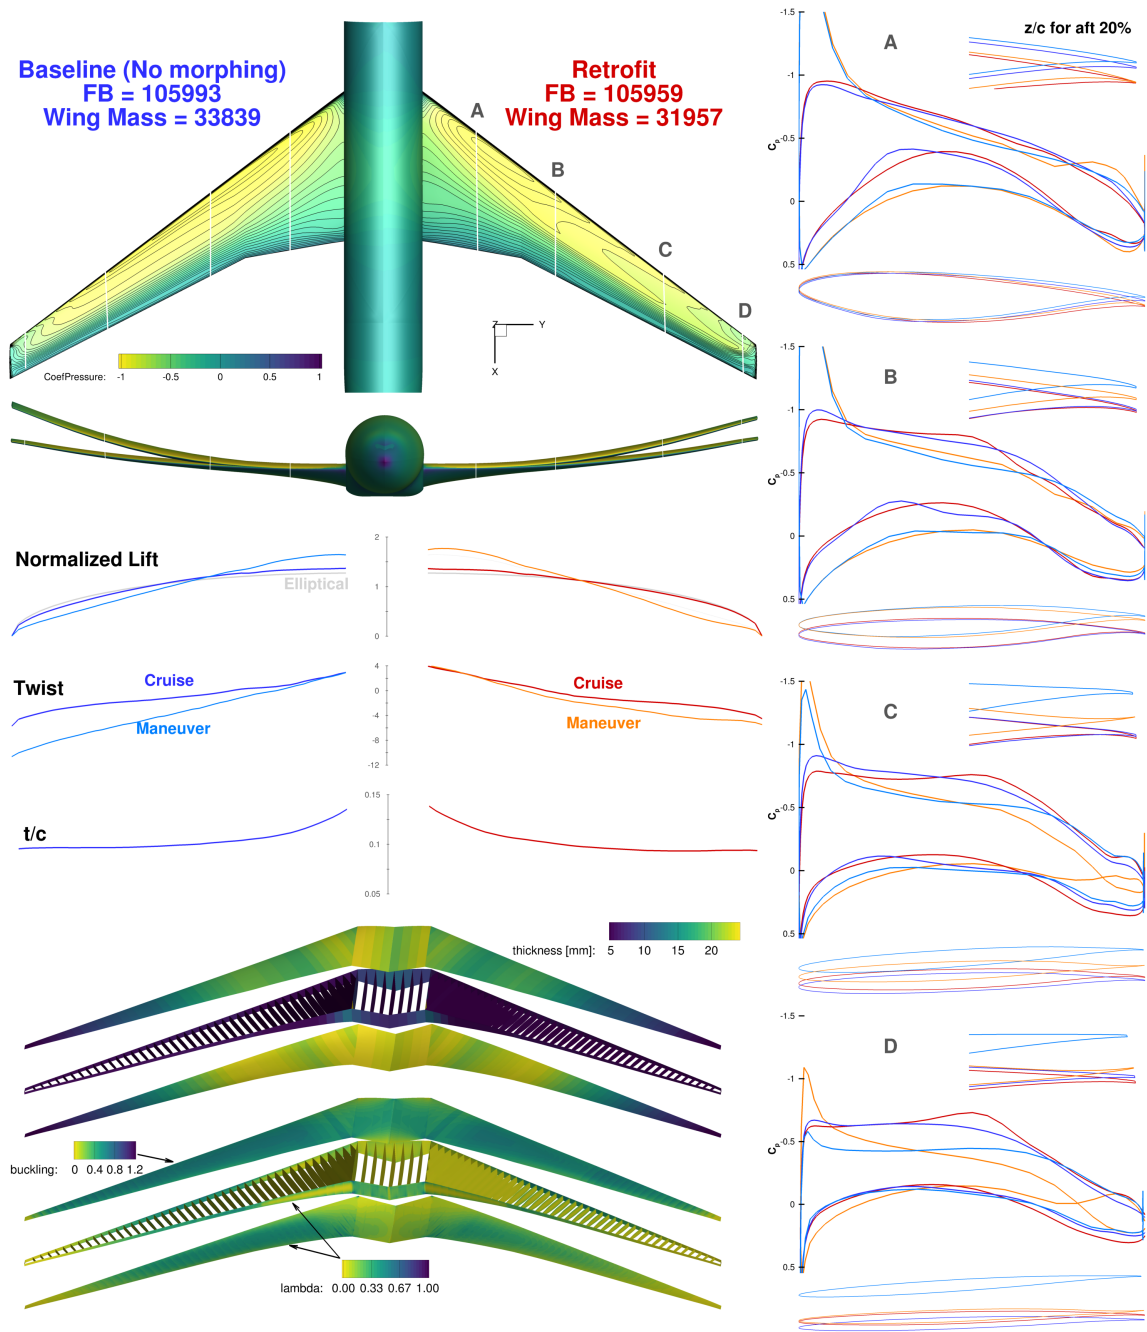 Baseline (No morphing)
FB = 105993
Wing Mass = 33839
Retrofit
FB = 105959
Wing Mass = 31957
A
B
C
D
Z
Y
X
CoefPressure:
-1
-0.5
0
0.5
1
Normalized Lift
Elliptical
2
1
0
Twist
Cruise
Maneuver
Cruise
Maneuver
4
0
-4
-8
-12
t/c
0.15
0.1
0.05
thickness [mm]:
5
10
15
20
buckling:
0
0.4
0.8
1.2
lambda:
0.00
0.33
0.67
1.00
A
z/c for aft 20%
-1.5
-1
-0.5
0
0.5
Cp
B
-1.5
-1
-0.5
0
0.5
Cp
C
-1.5
-1
-0.5
0
0.5
Cp
D
-1.5
-1
-0.5
0
0.5
Cp